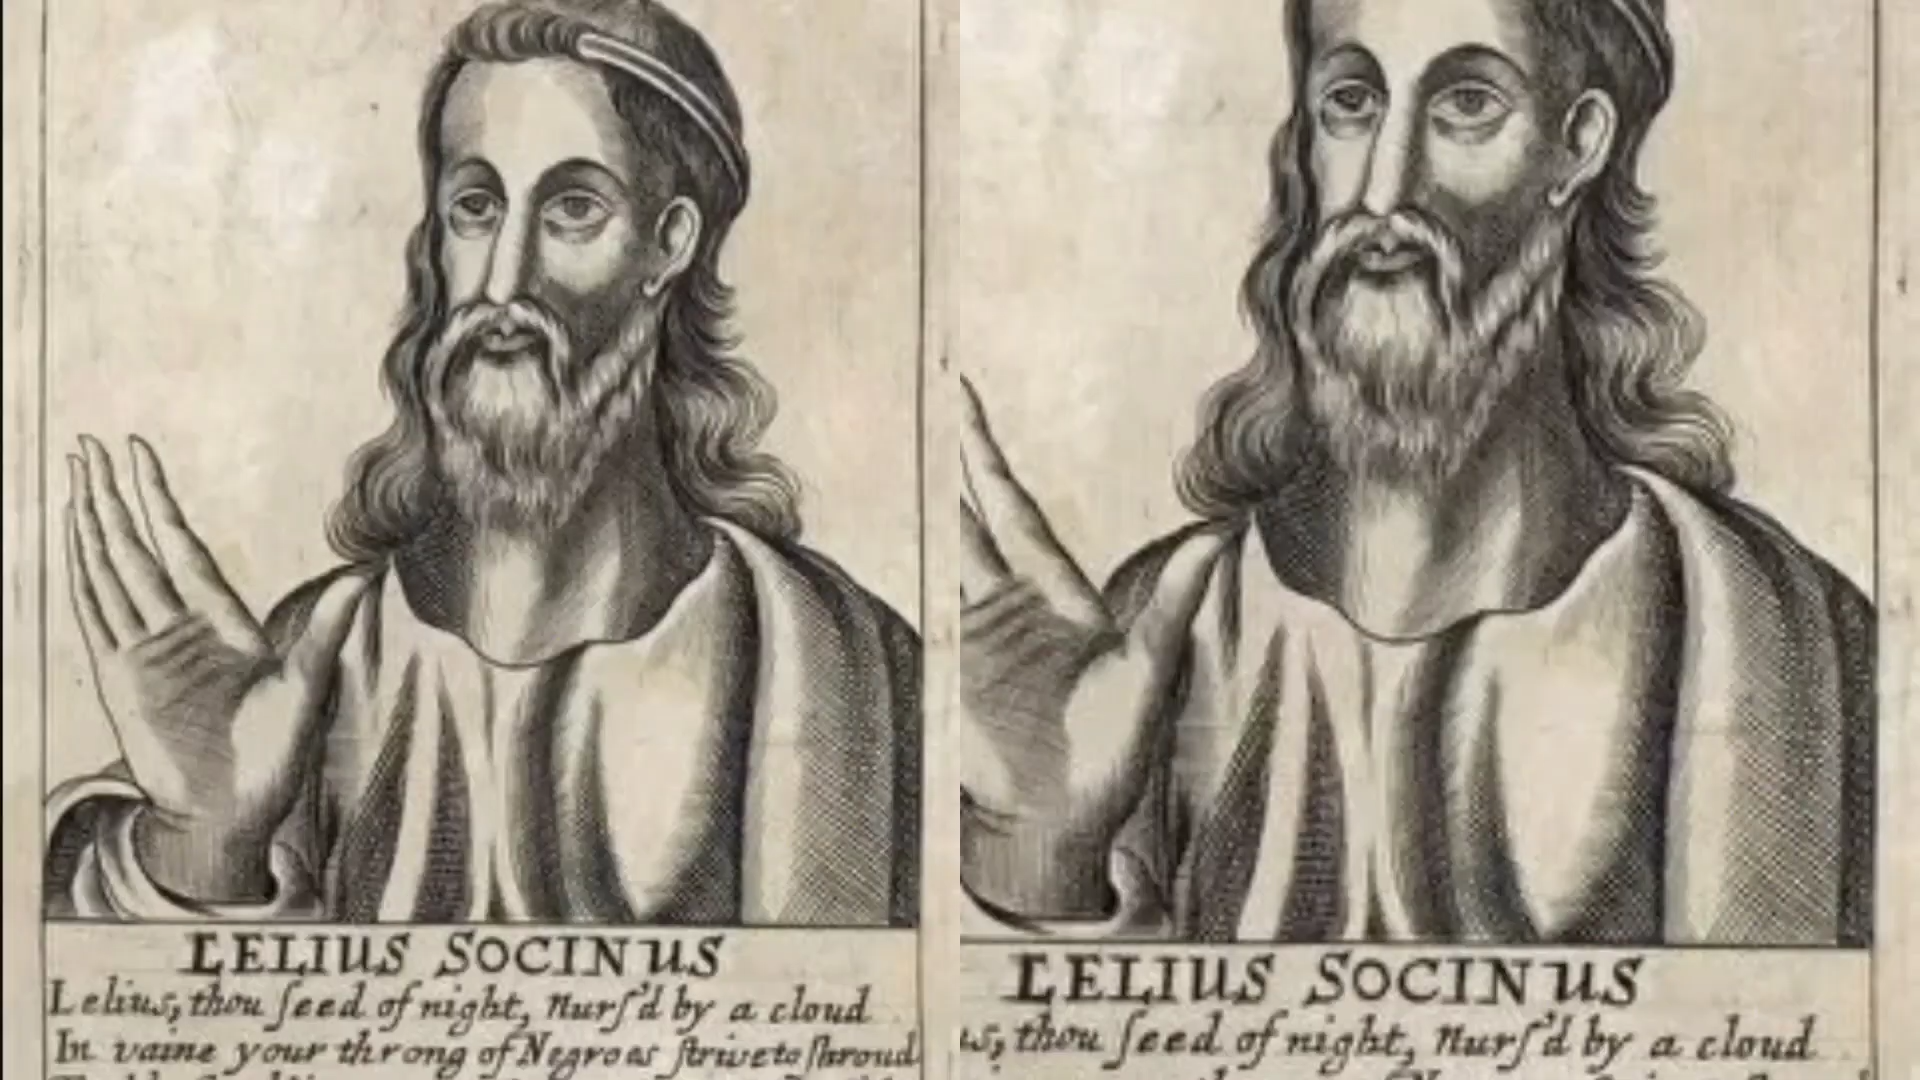 LELIUS SOCINUS
Lelius, thou ſeed of night, nurſ'd by a cloud
In vaine your throng of Negroes ſtrive to ſhroud
LELIUS SOCINUS
us, thou ſeed of night, nurſ'd by a cloud